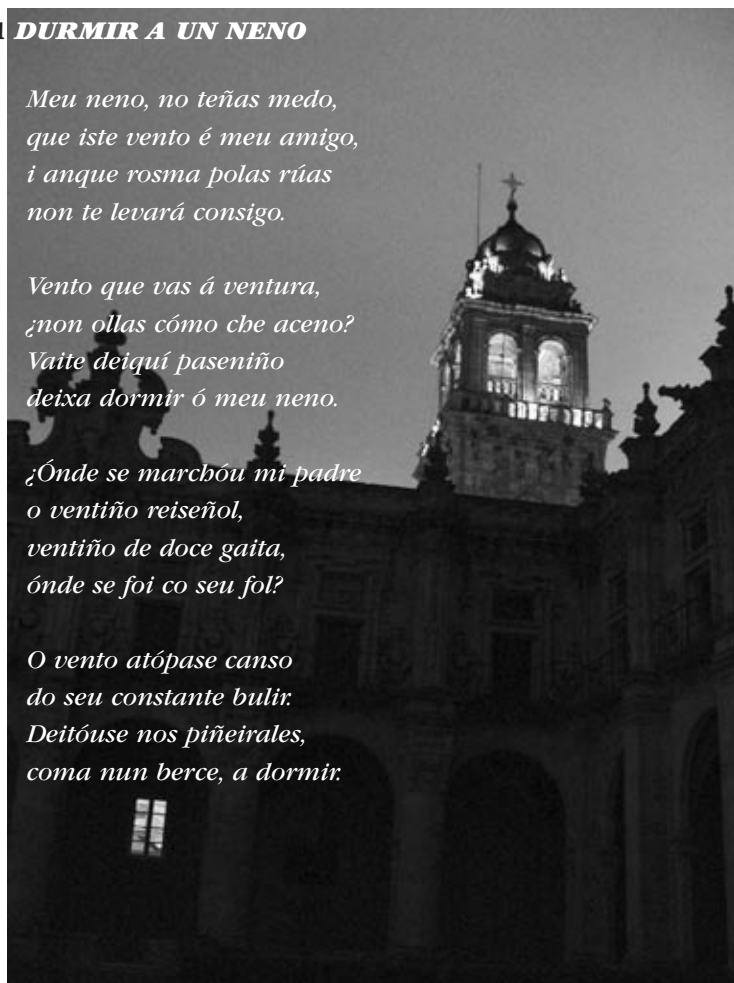 DURMIR A UN NENO
Meu neno, no teñas medo,
que iste vento é meu amigo,
i anque rosma polas rúas
non te levará consigo.
Vento que vas á ventura,
¿non ollas cómo che aceno?
Vaite deiquí paseniño
deixa dormir ó meu neno.
¿Ónde se marchóu mi padre
o ventiño reiseñol,
ventiño de doce gaita,
ónde se foi co seu fol?
O vento atópase canso
do seu constante bulir.
Deitóuse nos piñeirales,
coma nun berce, a dormir.